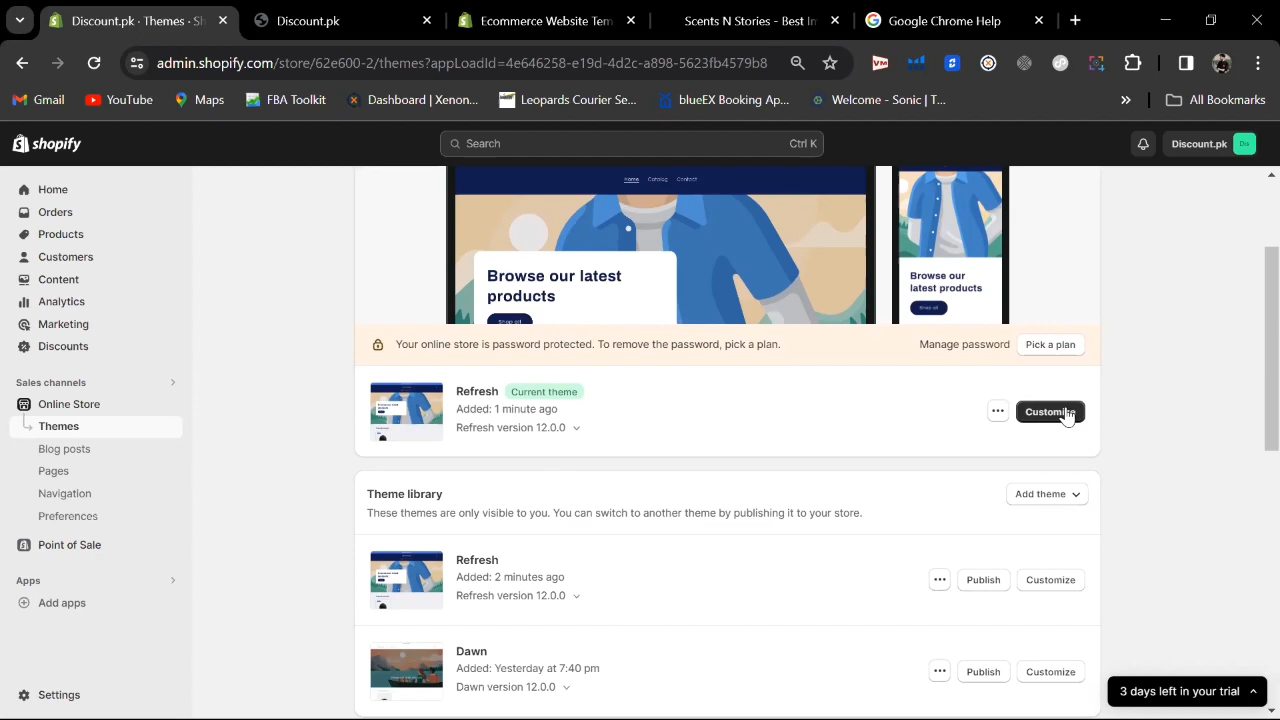 Discount.pk · Themes · S
Discount.pk
Ecommerce Website Tem
Scents N Stories - Best In
Google Chrome Help
admin.shopify.com/store/62e600-2/themes?appLoadId=4e646258-e19d-4d2c-a898-5623fb4579b8
Gmail
YouTube
Maps
FBA Toolkit
Dashboard | Xenon...
Leopards Courier Se...
blueEX Booking Ap...
Welcome - Sonic | T...
All Bookmarks
shopify
Search
Ctrl K
Discount.pk
Dis
Home
Orders
Products
Customers
Content
Analytics
Marketing
Discounts
Sales channels
Online Store
Themes
Blog posts
Pages
Navigation
Preferences
Point of Sale
Apps
Add apps
Settings
Home Catalog Contact
Browse our latest
products
Shop all
Browse our
latest products
Shop all
Your online store is password protected. To remove the password, pick a plan.
Manage password
Pick a plan
Refresh Current theme
Added: 1 minute ago
Refresh version 12.0.0
Customize
Theme library
Add theme
These themes are only visible to you. You can switch to another theme by publishing it to your store.
Refresh
Added: 2 minutes ago
Refresh version 12.0.0
Publish
Customize
Dawn
Added: Yesterday at 7:40 pm
Dawn version 12.0.0
Publish
Customize
3 days left in your trial